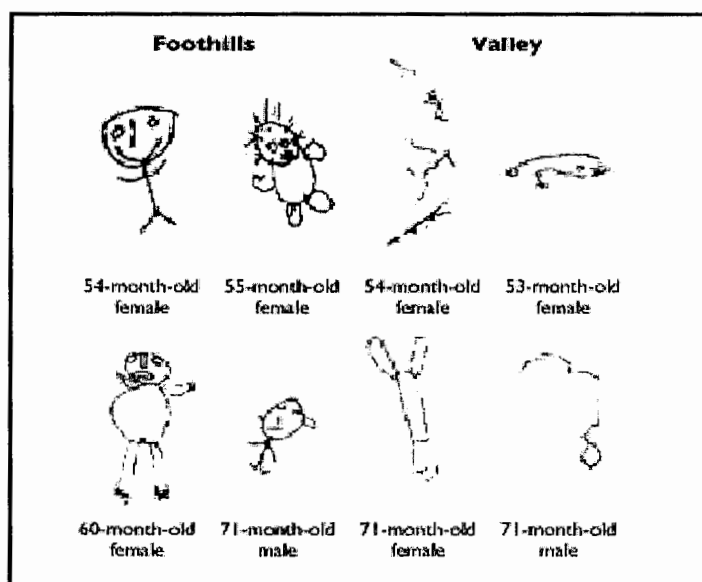 Foothills Valley
54-month-old 55-month-old 54-month-old 53-month-old
female female female female
60-month-old 71-month-old 71-month-old 71-month-old
female male female male